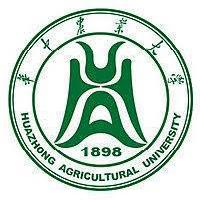 華中農業大學
1898
HUAZHONG AGRICULTURAL UNIVERSITY